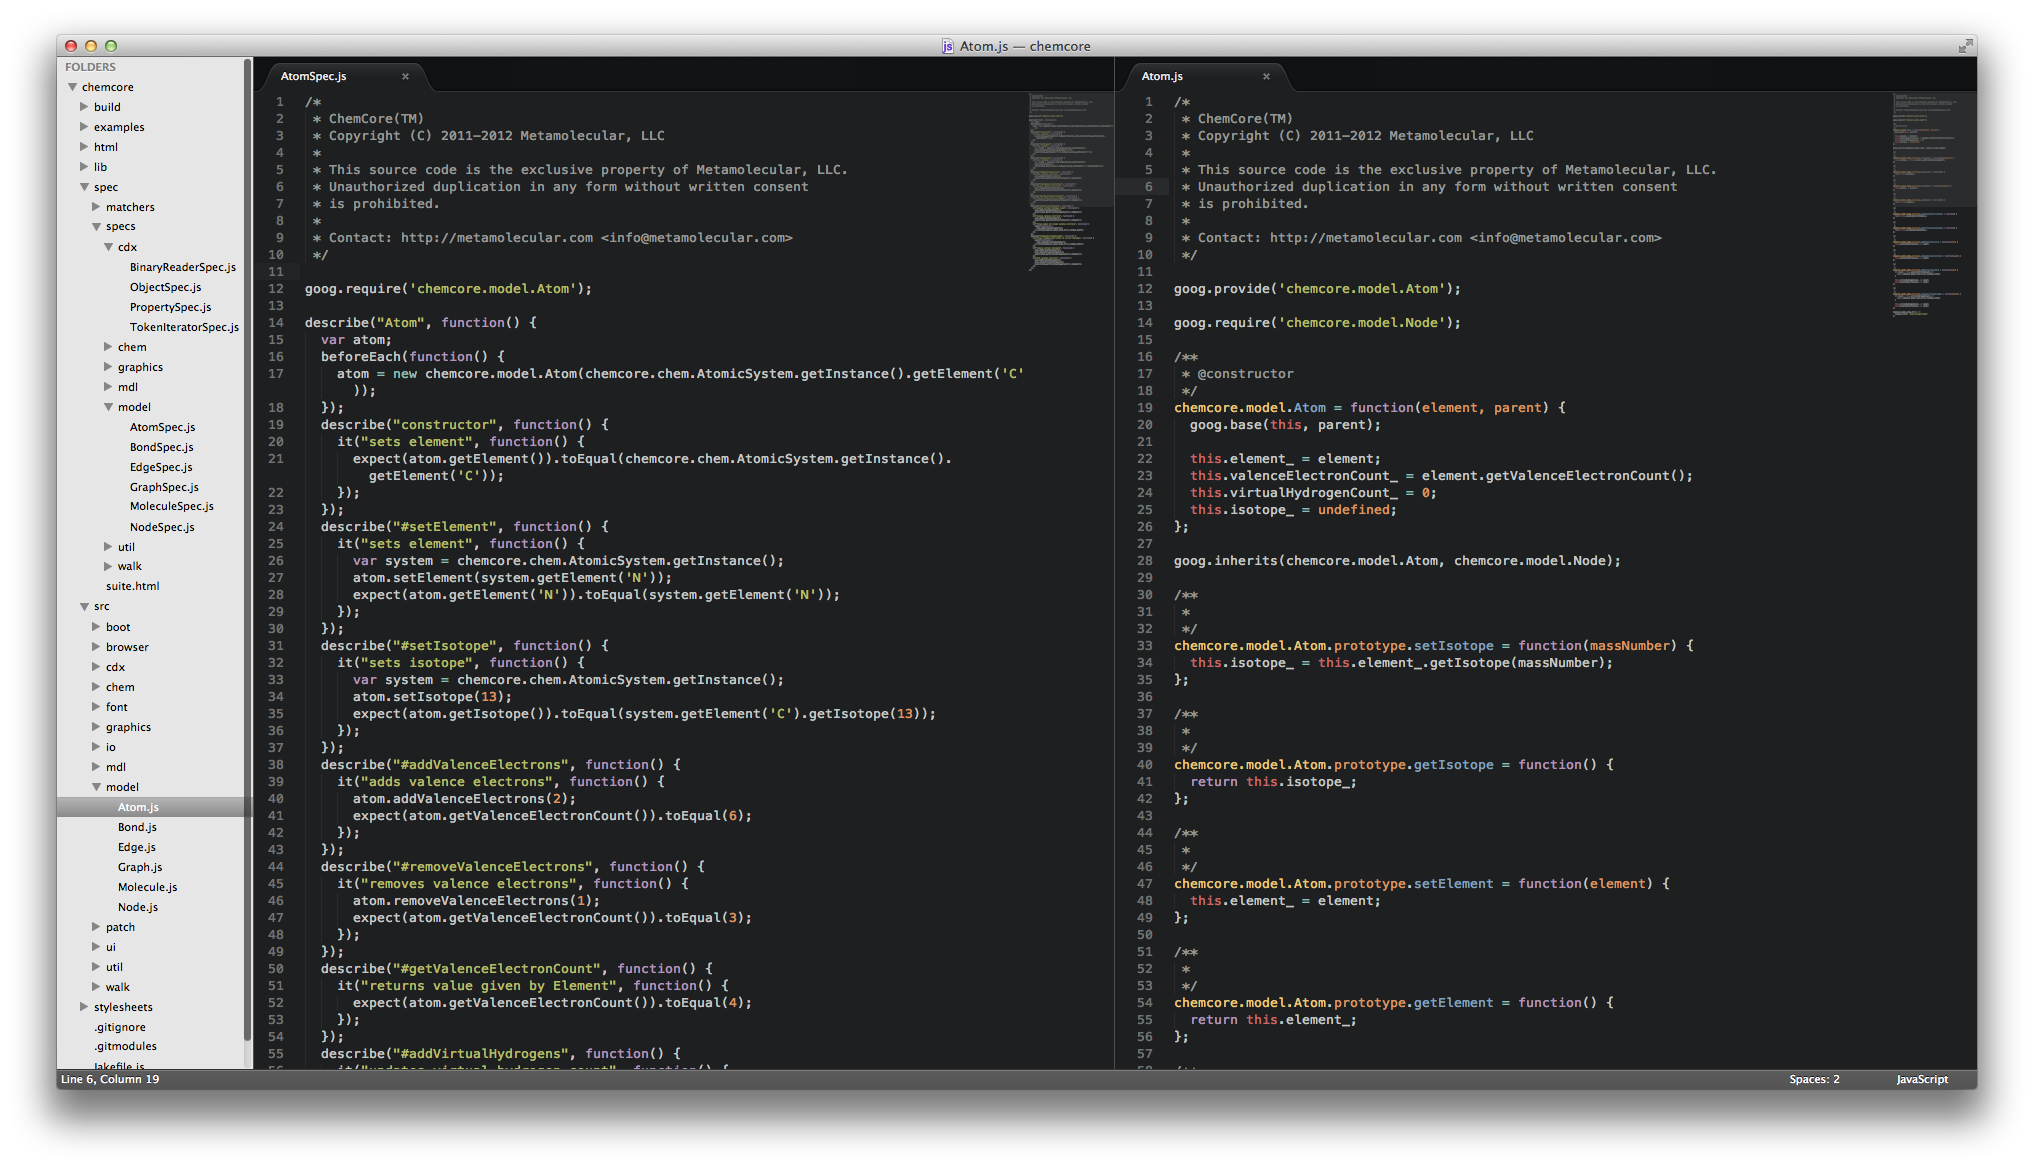 Atom.js — chemcore
FOLDERS
chemcore
build
examples
html
lib
spec
matchers
specs
cdx
BinaryReaderSpec.js
ObjectSpec.js
PropertySpec.js
TokenIteratorSpec.js
chem
graphics
mdl
model
AtomSpec.js
BondSpec.js
EdgeSpec.js
GraphSpec.js
MoleculeSpec.js
NodeSpec.js
util
walk
suite.html
src
boot
browser
cdx
chem
font
graphics
io
mdl
model
Atom.js
Bond.js
Edge.js
Graph.js
Molecule.js
Node.js
patch
ui
util
walk
stylesheets
.gitignore
.gitmodules
Jakefile.js
AtomSpec.js ×
1 /*
2 * ChemCore(TM)
3 * Copyright (C) 2011-2012 Metamolecular, LLC
4 *
5 * This source code is the exclusive property of Metamolecular, LLC.
6 * Unauthorized duplication in any form without written consent
7 * is prohibited.
8 *
9 * Contact: http://metamolecular.com <info@metamolecular.com>
10 */
11
12 goog.require('chemcore.model.Atom');
13
14 describe("Atom", function() {
15 var atom;
16 beforeEach(function() {
17 atom = new chemcore.model.Atom(chemcore.chem.AtomicSystem.getInstance().getElement('C'
));
18 });
19 describe("constructor", function() {
20 it("sets element", function() {
21 expect(atom.getElement()).toEqual(chemcore.chem.AtomicSystem.getInstance().
getElement('C'));
22 });
23 });
24 describe("#setElement", function() {
25 it("sets element", function() {
26 var system = chemcore.chem.AtomicSystem.getInstance();
27 atom.setElement(system.getElement('N'));
28 expect(atom.getElement('N')).toEqual(system.getElement('N'));
29 });
30 });
31 describe("#setIsotope", function() {
32 it("sets isotope", function() {
33 var system = chemcore.chem.AtomicSystem.getInstance();
34 atom.setIsotope(13);
35 expect(atom.getIsotope()).toEqual(system.getElement('C').getIsotope(13));
36 });
37 });
38 describe("#addValenceElectrons", function() {
39 it("adds valence electrons", function() {
40 atom.addValenceElectrons(2);
41 expect(atom.getValenceElectronCount()).toEqual(6);
42 });
43 });
44 describe("#removeValenceElectrons", function() {
45 it("removes valence electrons", function() {
46 atom.removeValenceElectrons(1);
47 expect(atom.getValenceElectronCount()).toEqual(3);
48 });
49 });
50 describe("#getValenceElectronCount", function() {
51 it("returns value given by Element", function() {
52 expect(atom.getValenceElectronCount()).toEqual(4);
53 });
54 });
55 describe("#addVirtualHydrogens", function() {
56 it("updates virtual hydrogen count", function() {
Atom.js ×
1 /*
2 * ChemCore(TM)
3 * Copyright (C) 2011-2012 Metamolecular, LLC
4 *
5 * This source code is the exclusive property of Metamolecular, LLC.
6 * Unauthorized duplication in any form without written consent
7 * is prohibited.
8 *
9 * Contact: http://metamolecular.com <info@metamolecular.com>
10 */
11
12 goog.provide('chemcore.model.Atom');
13
14 goog.require('chemcore.model.Node');
15
16 /**
17 * @constructor
18 */
19 chemcore.model.Atom = function(element, parent) {
20 goog.base(this, parent);
21
22 this.element_ = element;
23 this.valenceElectronCount_ = element.getValenceElectronCount();
24 this.virtualHydrogenCount_ = 0;
25 this.isotope_ = undefined;
26 };
27
28 goog.inherits(chemcore.model.Atom, chemcore.model.Node);
29
30 /**
31 *
32 */
33 chemcore.model.Atom.prototype.setIsotope = function(massNumber) {
34 this.isotope_ = this.element_.getIsotope(massNumber);
35 };
36
37 /**
38 *
39 */
40 chemcore.model.Atom.prototype.getIsotope = function() {
41 return this.isotope_;
42 };
43
44 /**
45 *
46 */
47 chemcore.model.Atom.prototype.setElement = function(element) {
48 this.element_ = element;
49 };
50
51 /**
52 *
53 */
54 chemcore.model.Atom.prototype.getElement = function() {
55 return this.element_;
56 };
57
58 /**
Line 6, Column 19
Spaces: 2
JavaScript